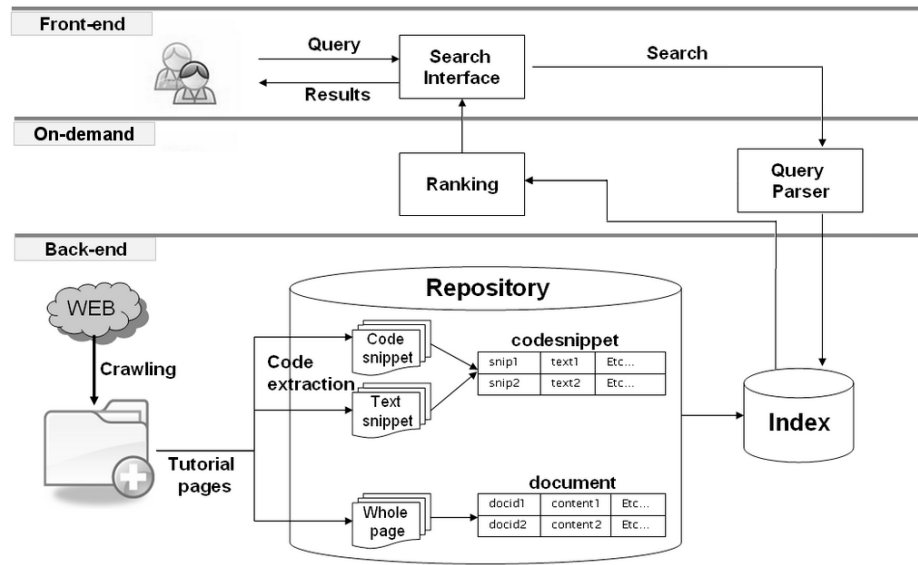 Front-end
Query
Results
Search
Interface
Search
On-demand
Ranking
Query
Parser
Back-end
WEB
Crawling
Tutorial
pages
Repository
Code
extraction
Code
snippet
Text
snippet
Whole
page
codesnippet
snip1 text1 Etc...
snip2 text2 Etc...
document
docid1 content1 Etc...
docid2 content2 Etc...
Index